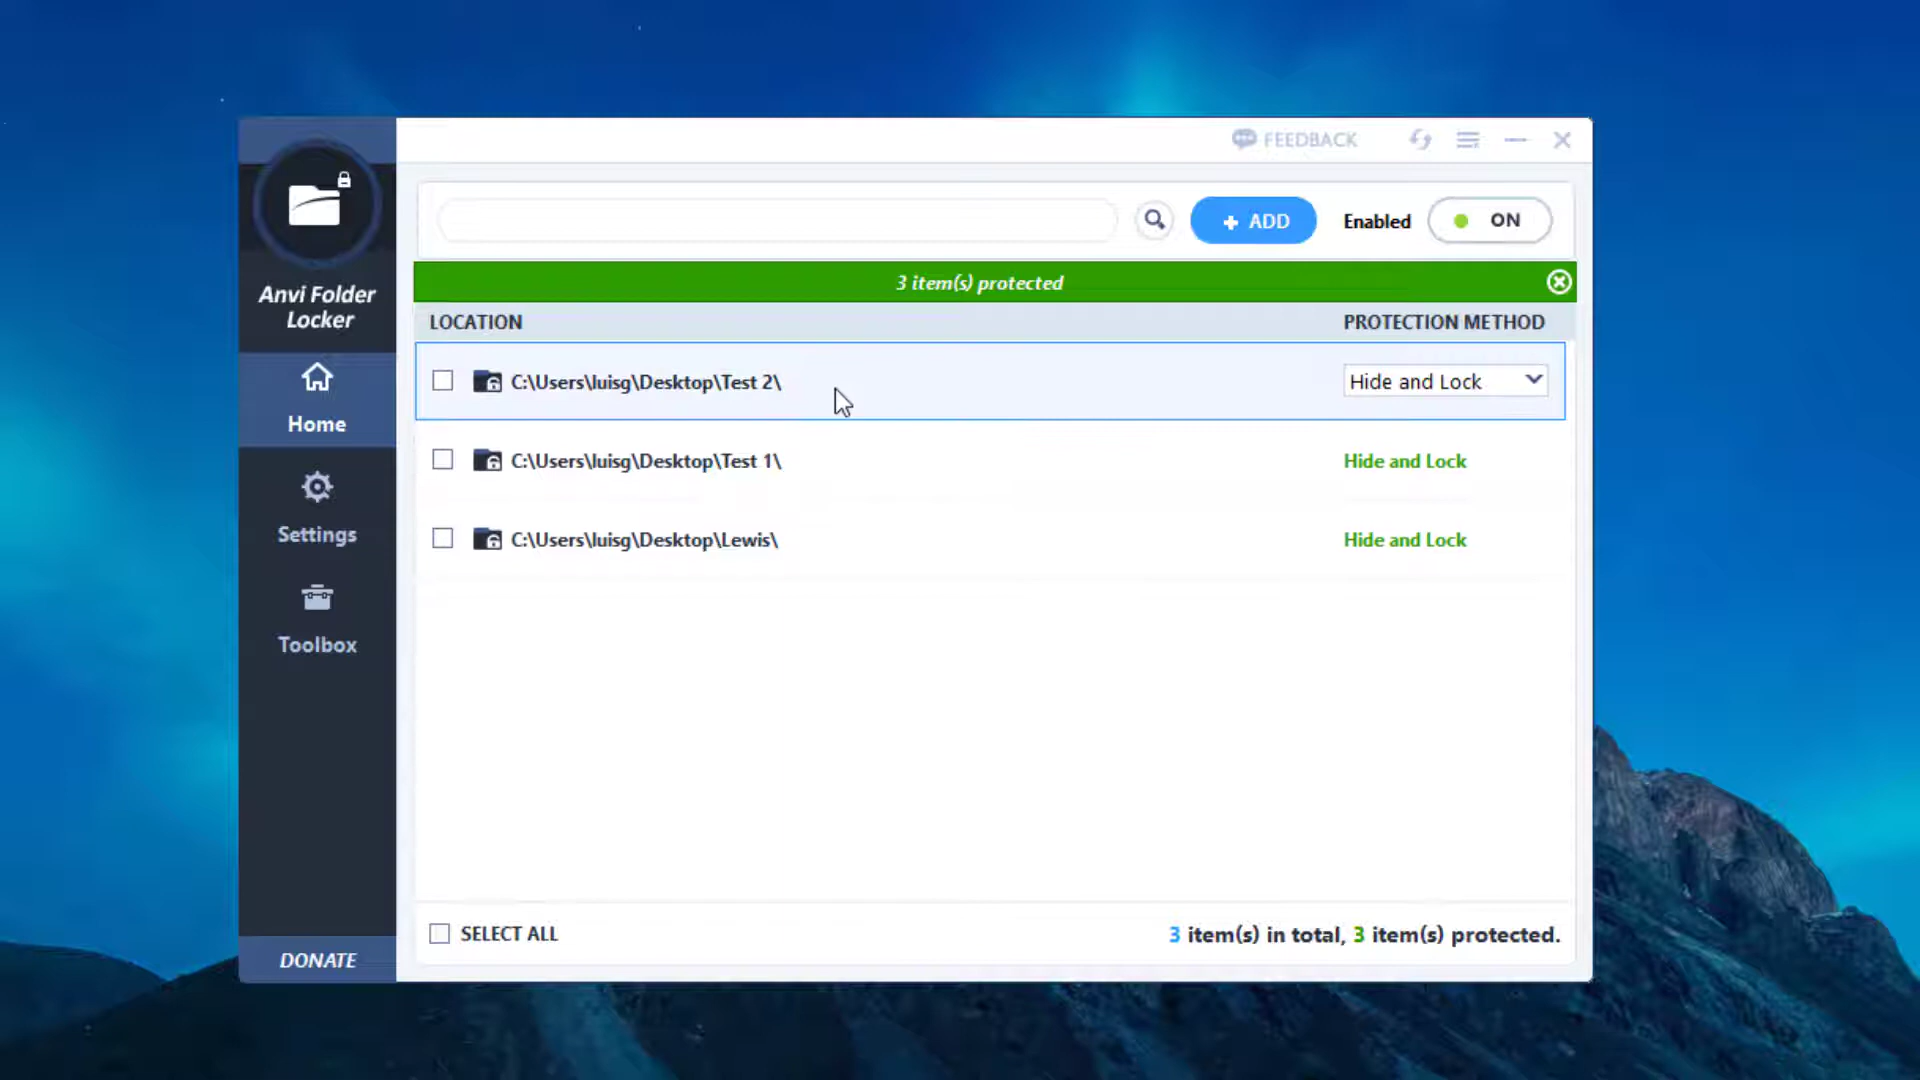 FEEDBACK
ADD
Enabled
ON
Anvi Folder
Locker
3 item(s) protected
LOCATION
PROTECTION METHOD
C:\Users\luisg\Desktop\Test 2\
Hide and Lock
Home
C:\Users\luisg\Desktop\Test 1\
Hide and Lock
Settings
C:\Users\luisg\Desktop\Lewis\
Hide and Lock
Toolbox
SELECT ALL
3 item(s) in total, 3 item(s) protected.
DONATE